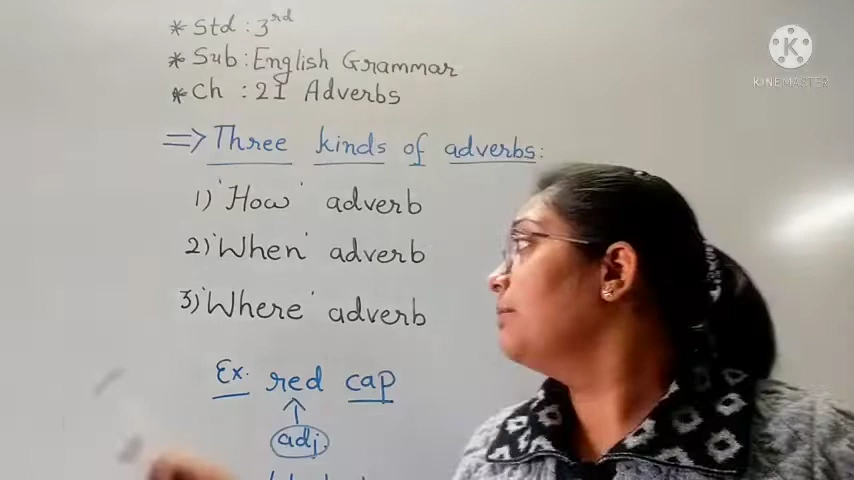 * Std : 3rd
* Sub : English Grammar
* Ch : 21 Adverbs
⇒ Three kinds of adverbs:
1) 'How' adverb
2) 'When' adverb
3) 'Where' adverb
Ex. red cap
adj.
K
KINEMASTER